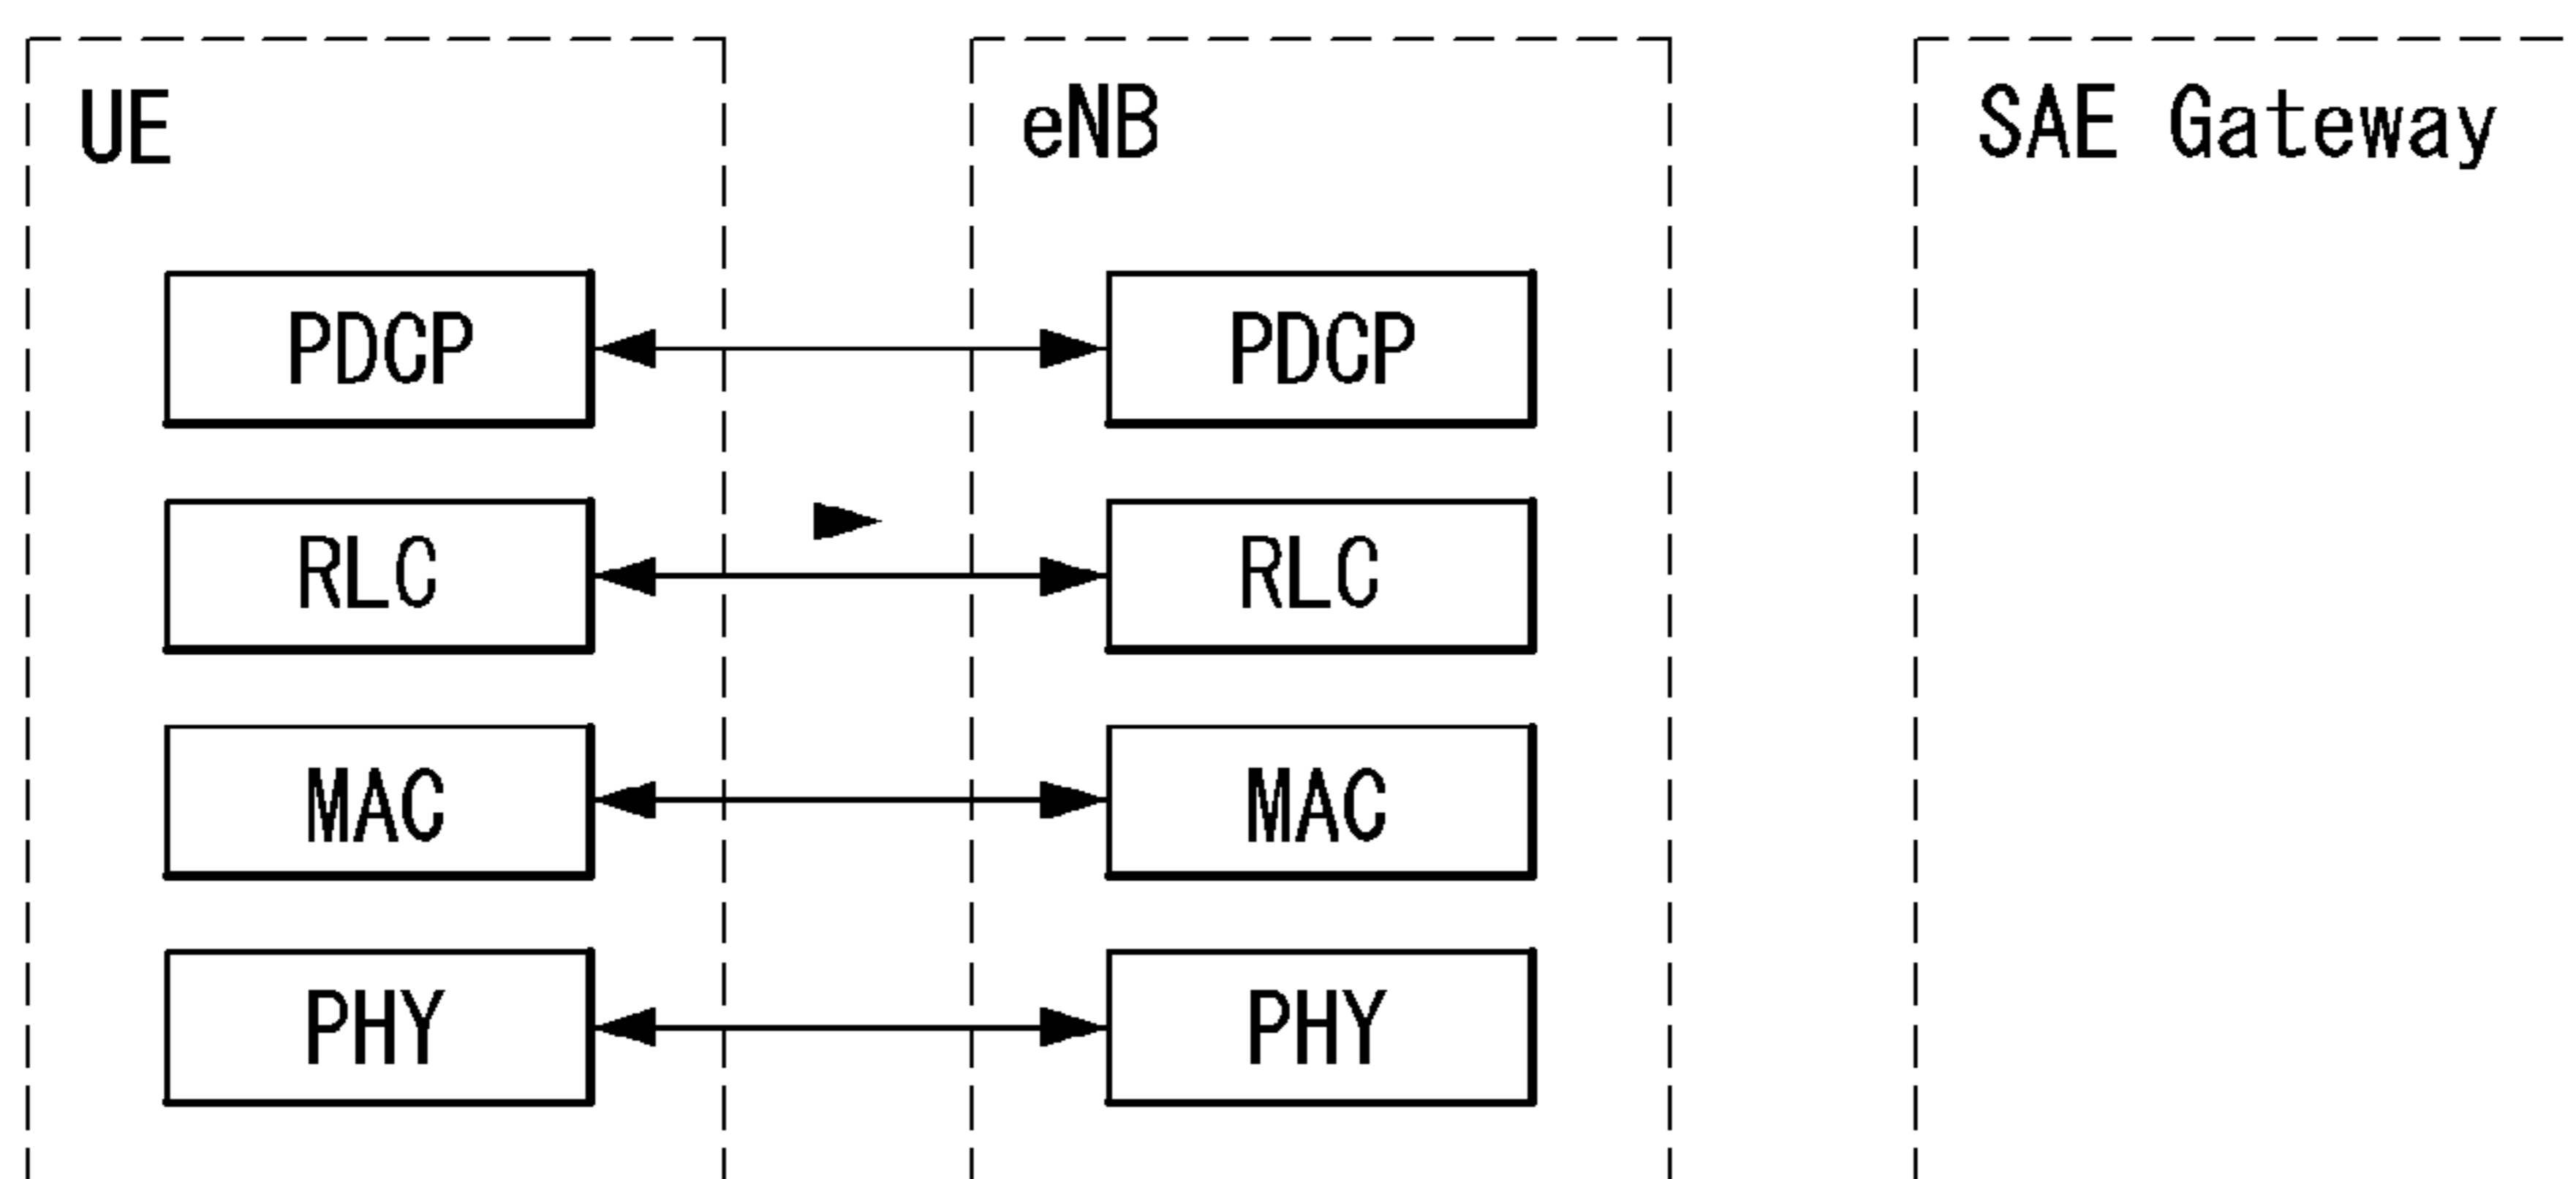 UE
eNB
SAE Gateway
PDCP
PDCP
RLC
RLC
MAC
MAC
PHY
PHY